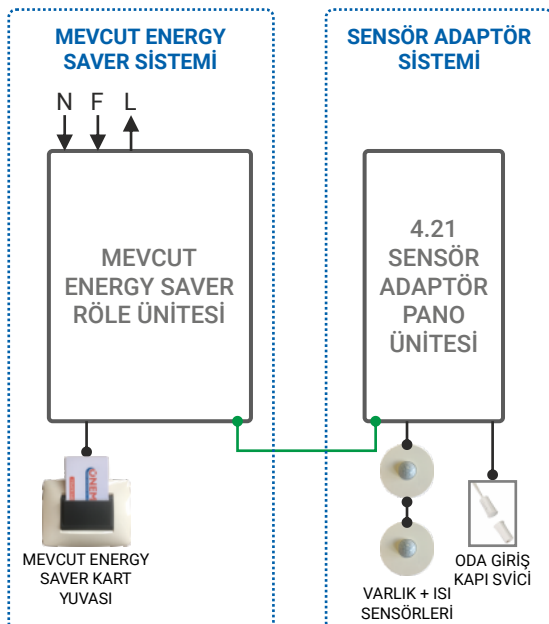 MEVCUT ENERGY
SAVER SİSTEMİ
N F L
MEVCUT
ENERGY SAVER
RÖLE ÜNİTESİ
MEVCUT ENERGY
SAVER KART
YUVASI
SENSÖR ADAPTÖR
SİSTEMİ
4.21
SENSÖR
ADAPTÖR
PANO
ÜNİTESİ
VARLIK + ISI
SENSÖRLERİ
ODA GİRİŞ
KAPI SVİCİ